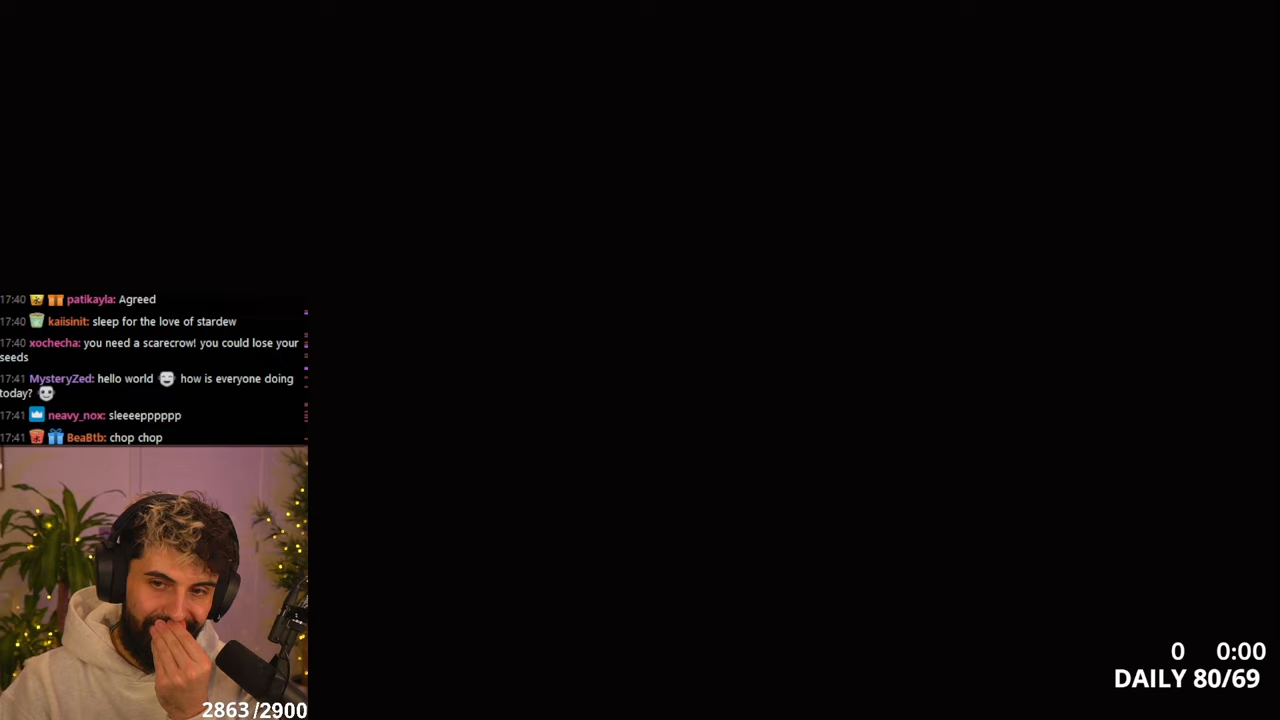 17:40 patikayla: Agreed
17:40 kaiisinit: sleep for the love of stardew
17:40 xochecha: you need a scarecrow! you could lose your
seeds
17:41 MysteryZed: hello world how is everyone doing
today?
17:41 neavy_nox: sleeeepppppp
17:41 BeaBtb: chop chop
2863 /2900
0 0:00
DAILY 80/69